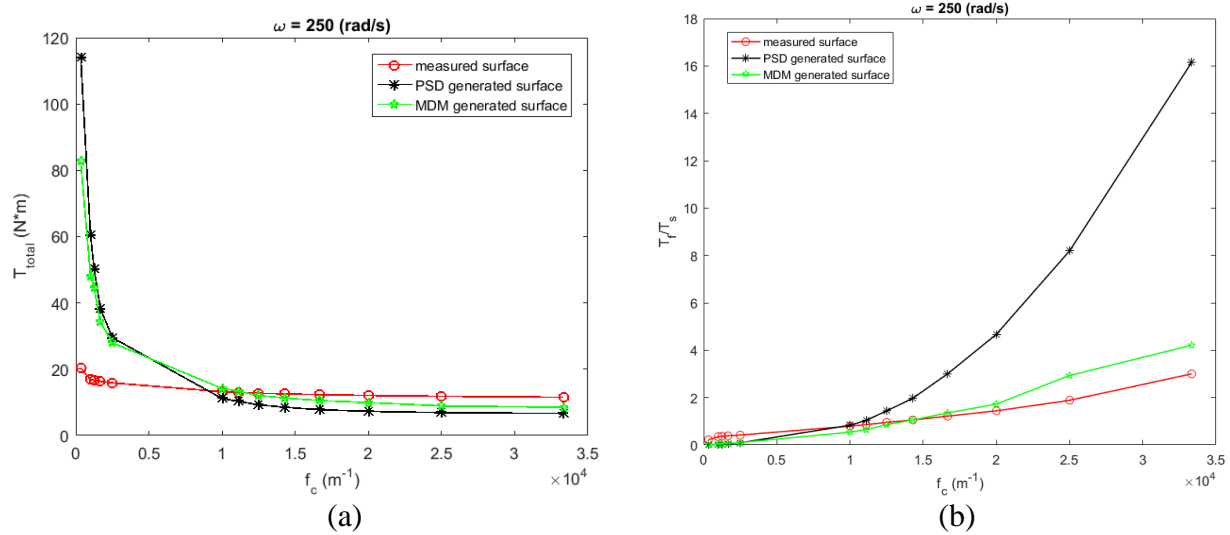 ω = 250 (rad/s)
120
100
80
60
40
20
0
T_total (N*m)
measured surface
PSD generated surface
MDM generated surface
0 0.5 1 1.5 2 2.5 3 3.5
f_c (m⁻¹) ×10⁴
(a)
ω = 250 (rad/s)
18
16
14
12
10
8
6
4
2
0
T_f/T_s
measured surface
PSD generated surface
MDM generated surface
0 0.5 1 1.5 2 2.5 3 3.5
f_c (m⁻¹) ×10⁴
(b)